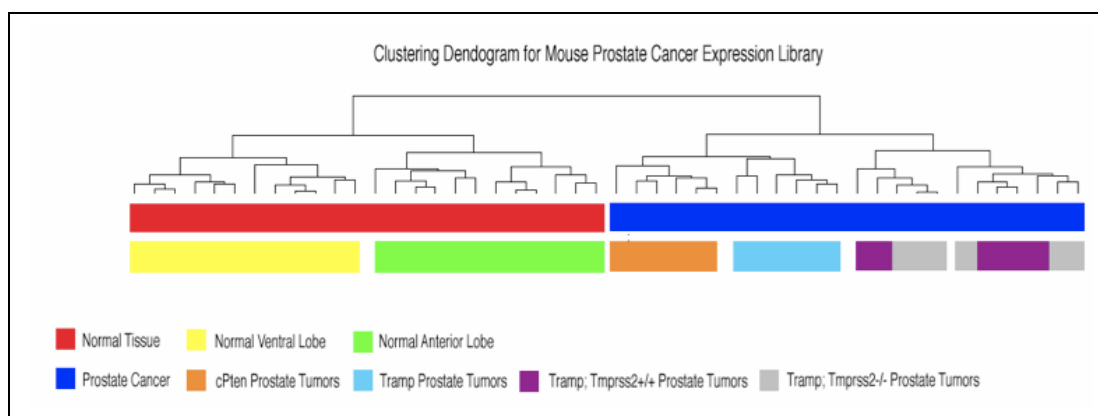 Clustering Dendogram for Mouse Prostate Cancer Expression Library
Normal Tissue Normal Ventral Lobe Normal Anterior Lobe
Prostate Cancer cPten Prostate Tumors Tramp Prostate Tumors Tramp; Tmprss2+/+ Prostate Tumors Tramp; Tmprss2-/- Prostate Tumors